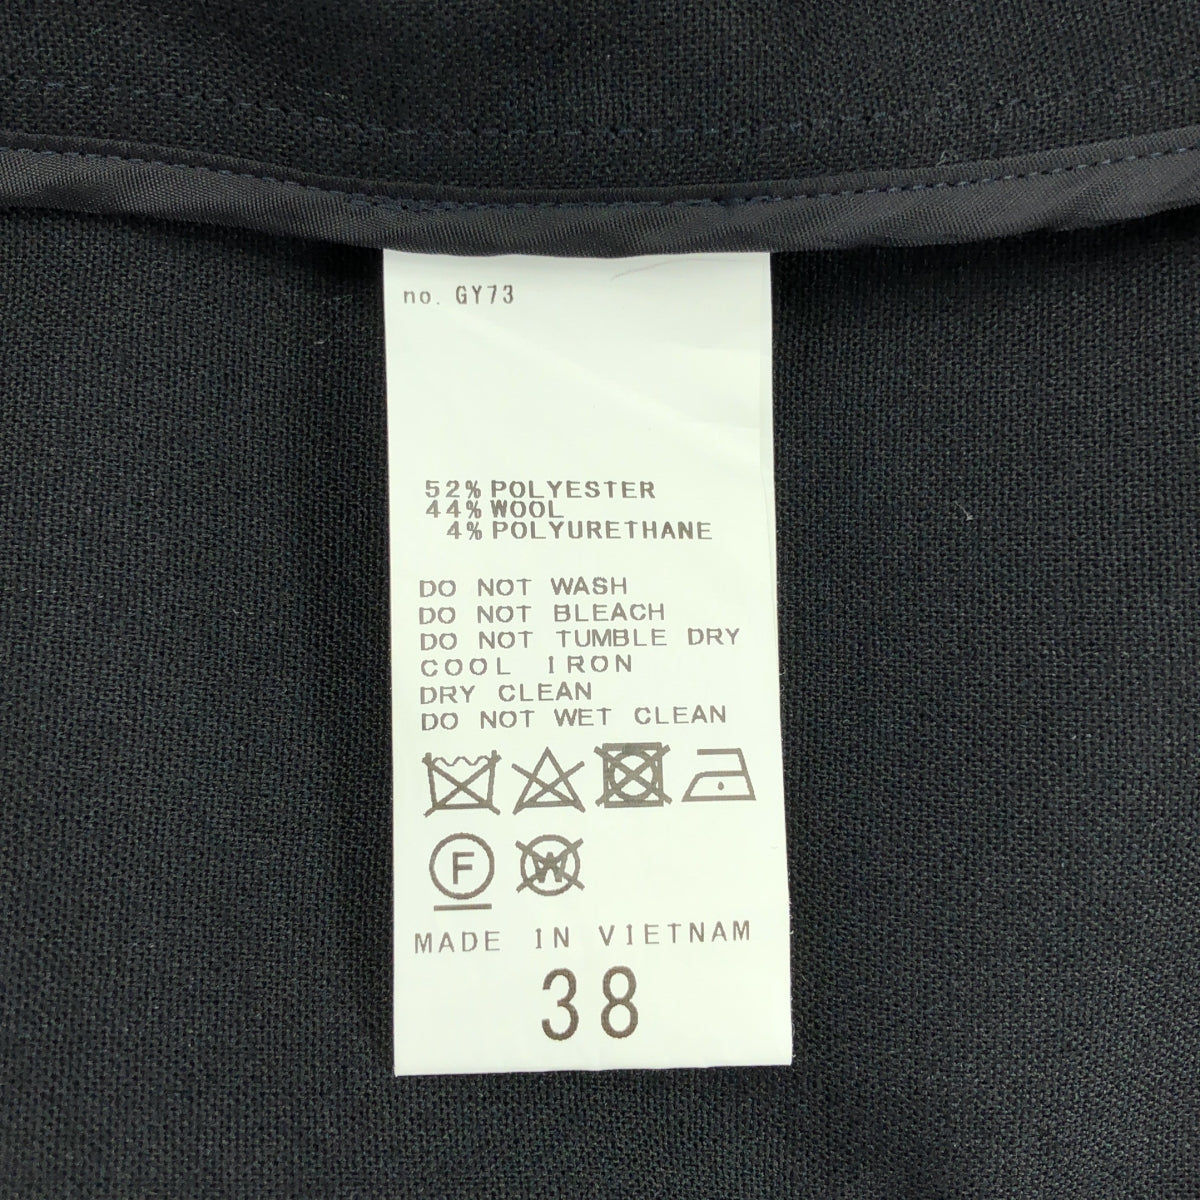 no. GY73
52% POLYESTER
44% WOOL
4% POLYURETHANE
DO NOT WASH
DO NOT BLEACH
DO NOT TUMBLE DRY
COOL IRON
DRY CLEAN
DO NOT WET CLEAN
F W
MADE IN VIETNAM
38